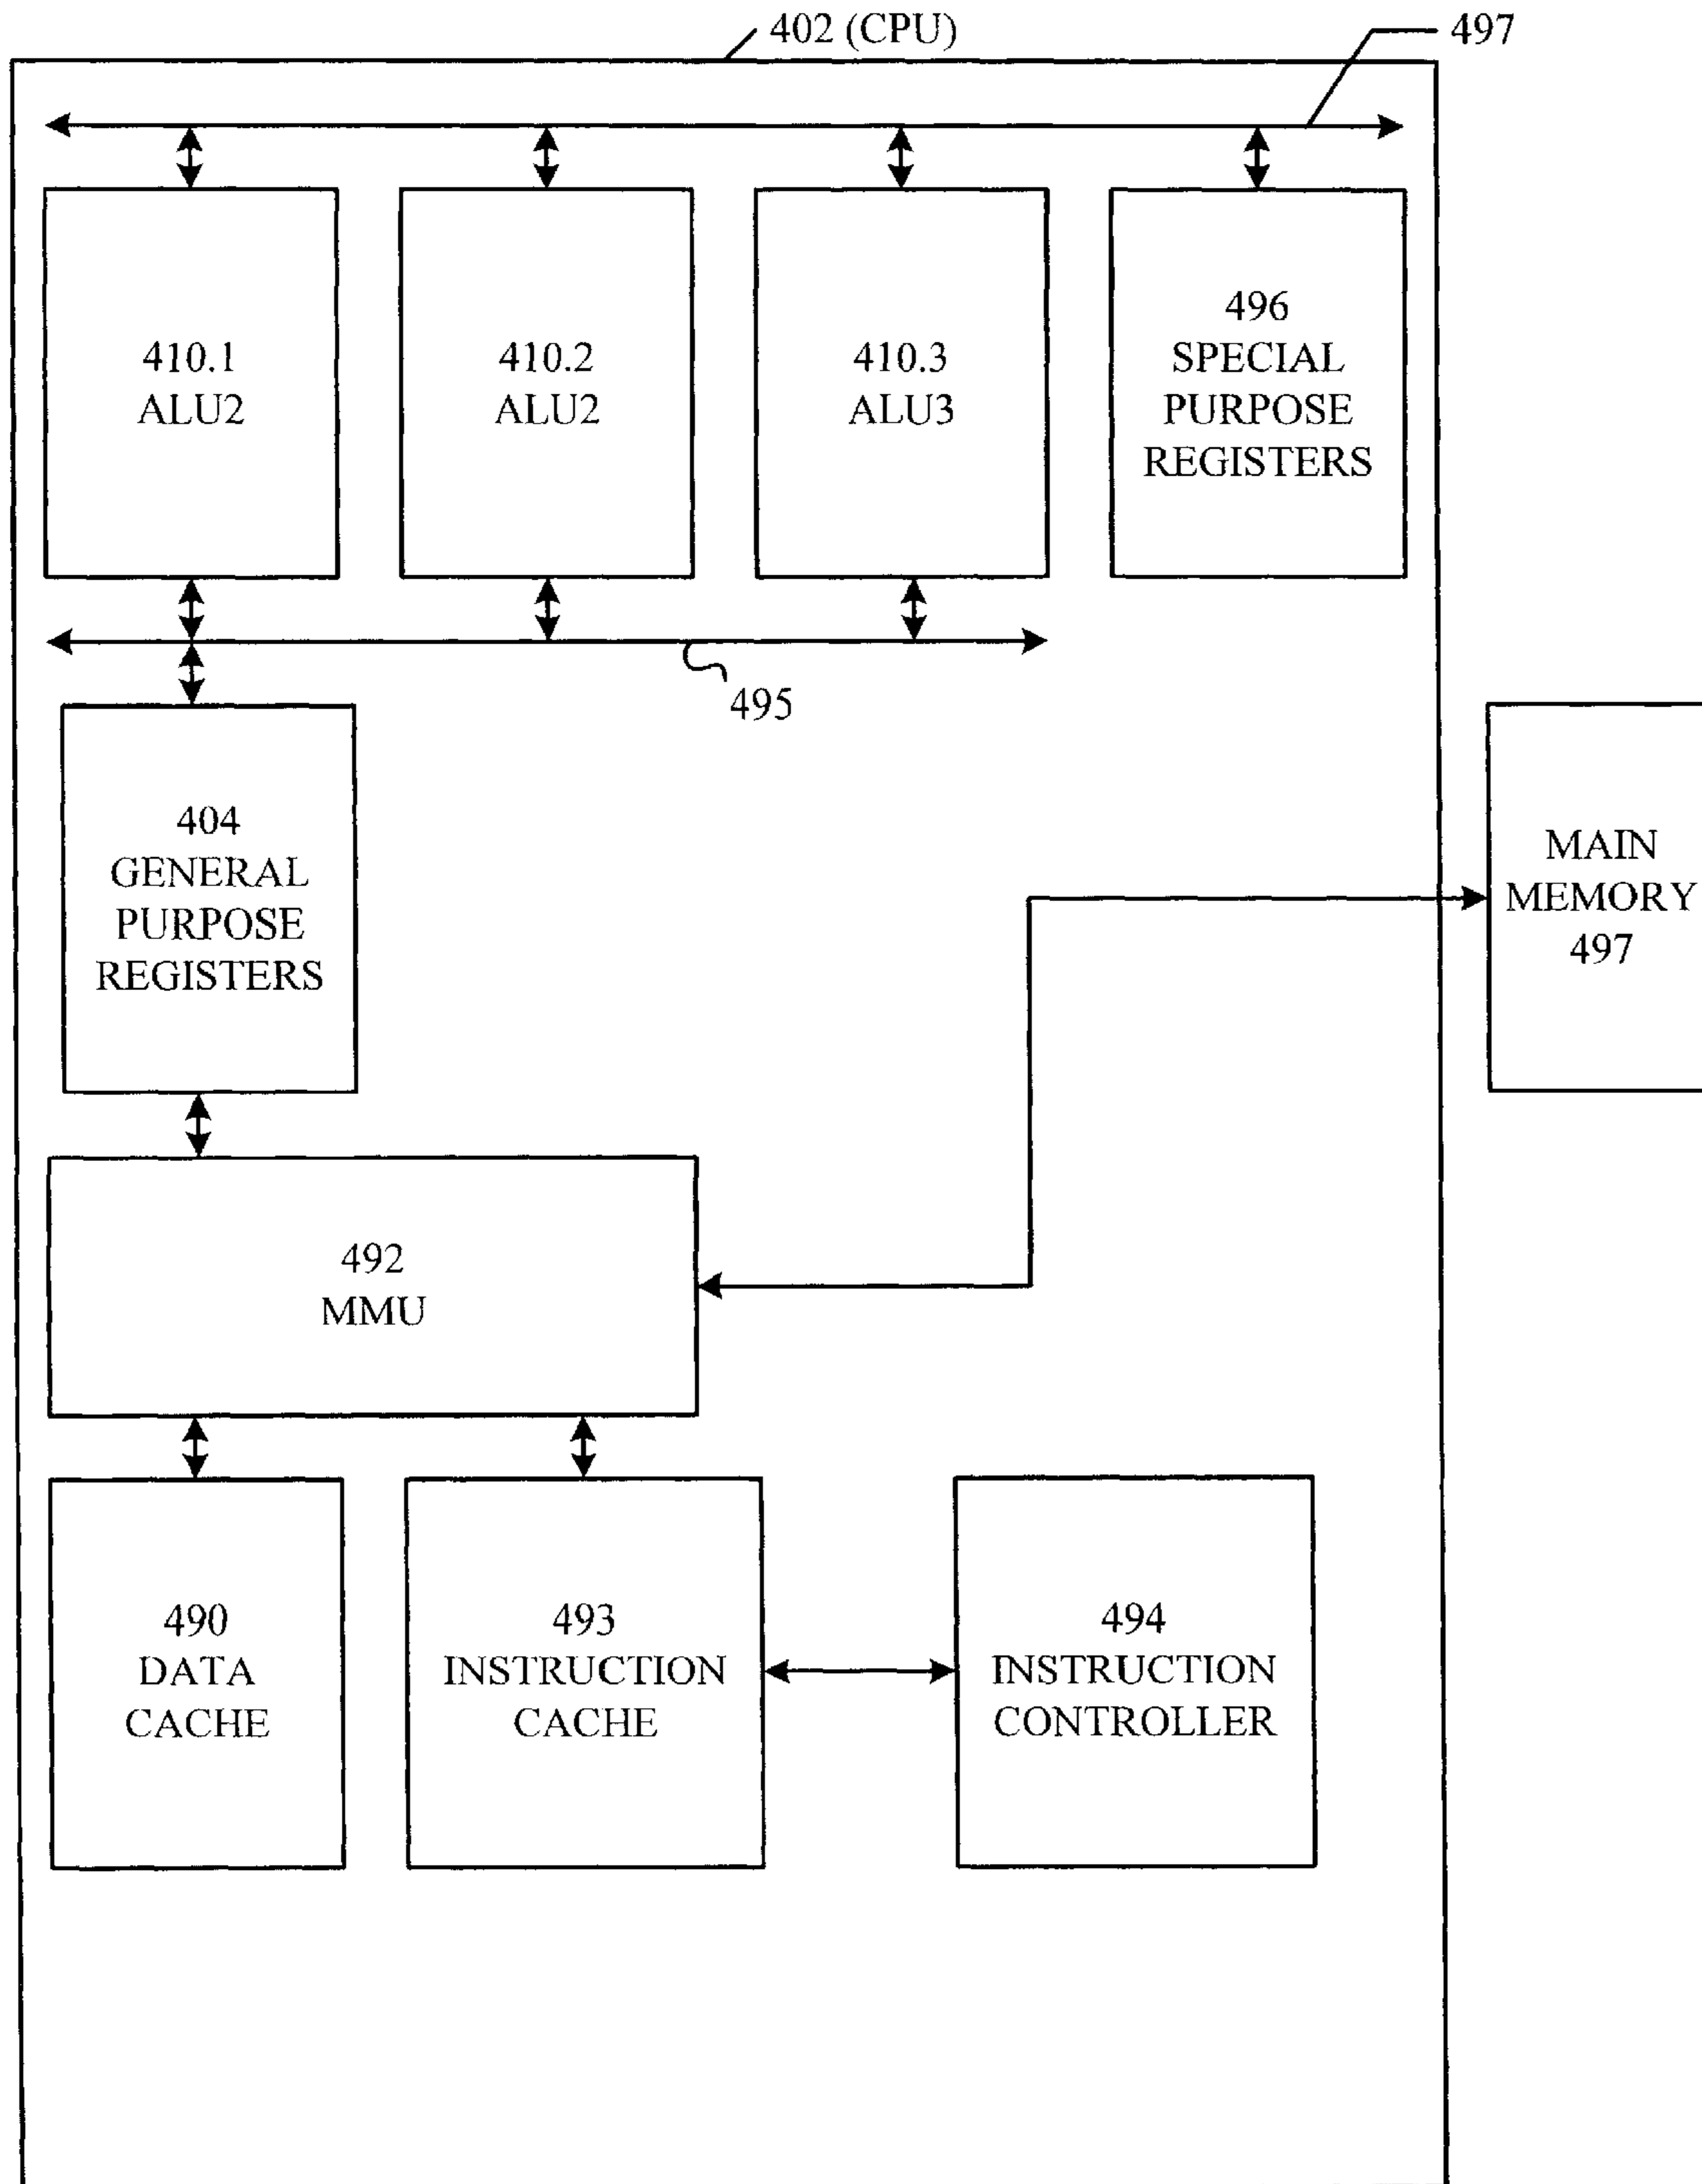 402 (CPU)
497
410.1
ALU2
410.2
ALU2
410.3
ALU3
496
SPECIAL
PURPOSE
REGISTERS
495
404
GENERAL
PURPOSE
REGISTERS
MAIN
MEMORY
497
492
MMU
490
DATA
CACHE
493
INSTRUCTION
CACHE
494
INSTRUCTION
CONTROLLER